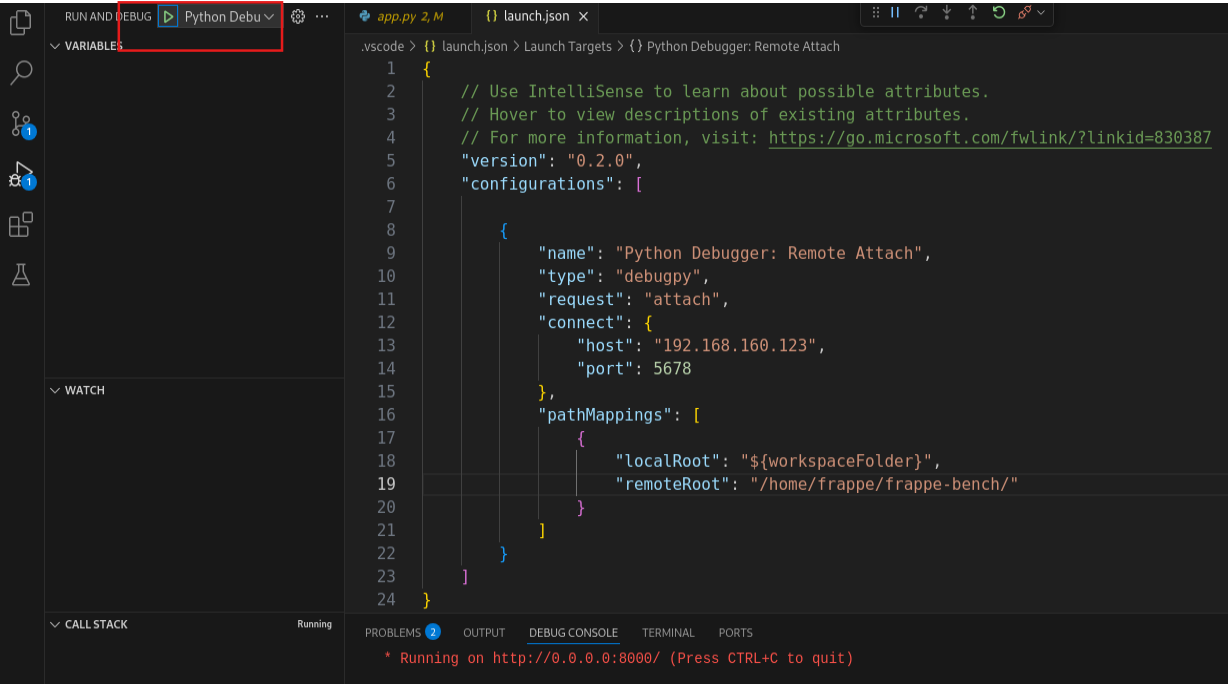 RUN AND DEBUG Python Debu
VARIABLES
WATCH
CALL STACK Running
1
1
app.py 2, M {} launch.json
.vscode > {} launch.json > Launch Targets > {} Python Debugger: Remote Attach
1 {
2 // Use IntelliSense to learn about possible attributes.
3 // Hover to view descriptions of existing attributes.
4 // For more information, visit: https://go.microsoft.com/fwlink/?linkid=830387
5 "version": "0.2.0",
6 "configurations": [
7
8 {
9 "name": "Python Debugger: Remote Attach",
10 "type": "debugpy",
11 "request": "attach",
12 "connect": {
13 "host": "192.168.160.123",
14 "port": 5678
15 },
16 "pathMappings": [
17 {
18 "localRoot": "${workspaceFolder}",
19 "remoteRoot": "/home/frappe/frappe-bench/"
20 }
21 ]
22 }
23 ]
24 }
PROBLEMS 2 OUTPUT DEBUG CONSOLE TERMINAL PORTS
* Running on http://0.0.0.0:8000/ (Press CTRL+C to quit)